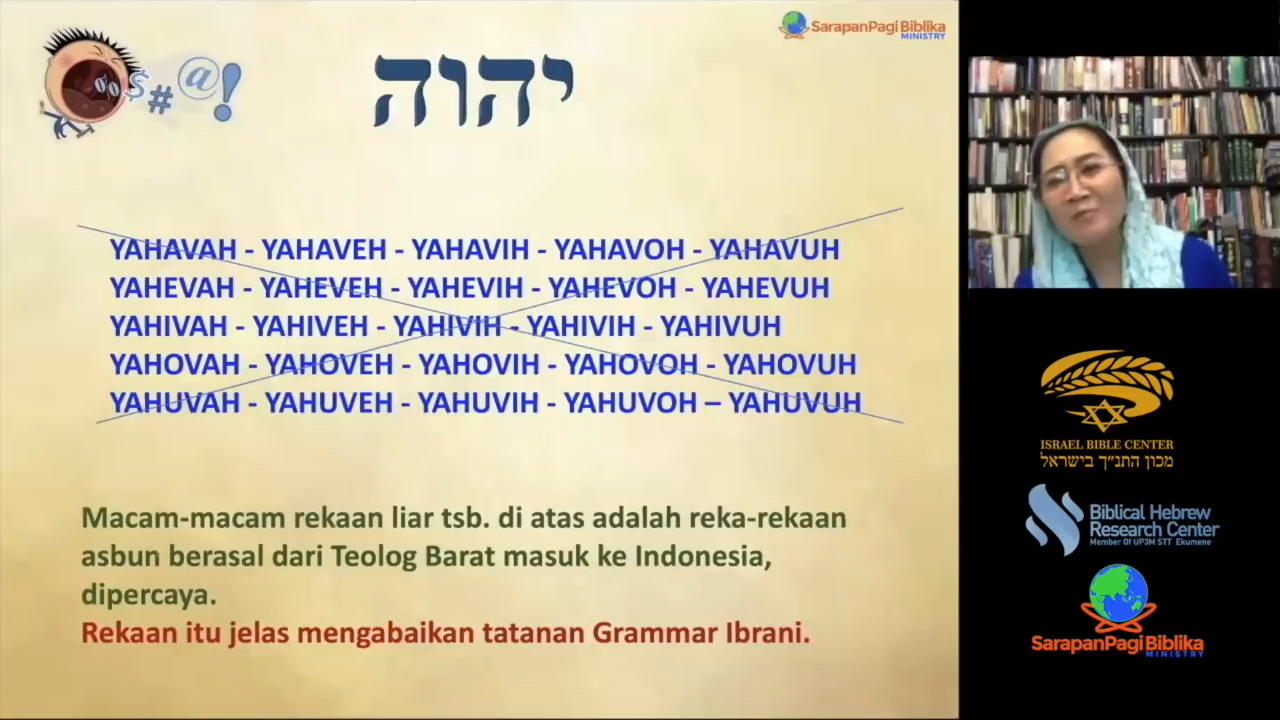 SarapanPagi Biblika
MINISTRY
$#@!
יהוה
YAHAVAH - YAHAVEH - YAHAVIH - YAHAVOH - YAHAVUH
YAHEVAH - YAHEVEH - YAHEVIH - YAHEVOH - YAHEVUH
YAHIVAH - YAHIVEH - YAHIVIH - YAHIVIH - YAHIVUH
YAHOVAH - YAHOVEH - YAHOVIH - YAHOVOH - YAHOVUH
YAHUVAH - YAHUVEH - YAHUVIH - YAHUVOH – YAHUVUH
Macam-macam rekaan liar tsb. di atas adalah reka-rekaan
asbun berasal dari Teolog Barat masuk ke Indonesia,
dipercaya.
Rekaan itu jelas mengabaikan tatanan Grammar Ibrani.
ISRAEL BIBLE CENTER
מכון התנ״ך בישראל
Biblical Hebrew
Research Center
Member Of UP3M STT Ekumene
SarapanPagi Biblika
MINISTRY